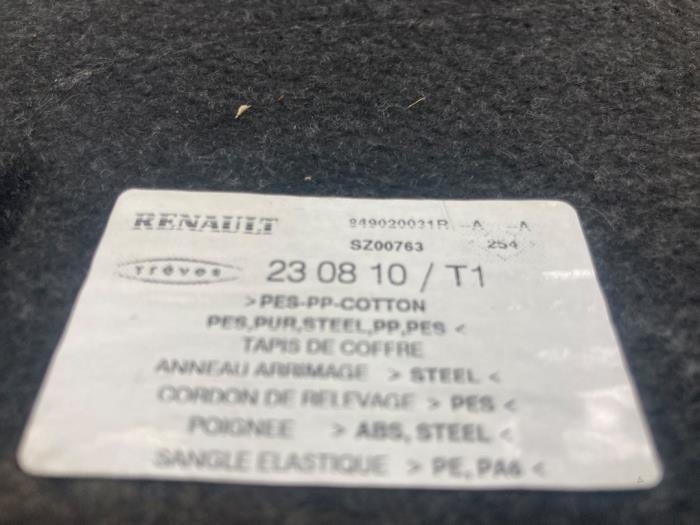 RENAULT 849020031R --A --A
SZ00763 254
Tréves 23 08 10 / T1
>PES-PP-COTTON
PES,PUR,STEEL,PP,PES <
TAPIS DE COFFRE
ANNEAU ARRIMAGE > STEEL <
CORDON DE RELEVAGE > PES <
POIGNEE > ABS, STEEL <
SANGLE ELASTIQUE > PE, PA6 <